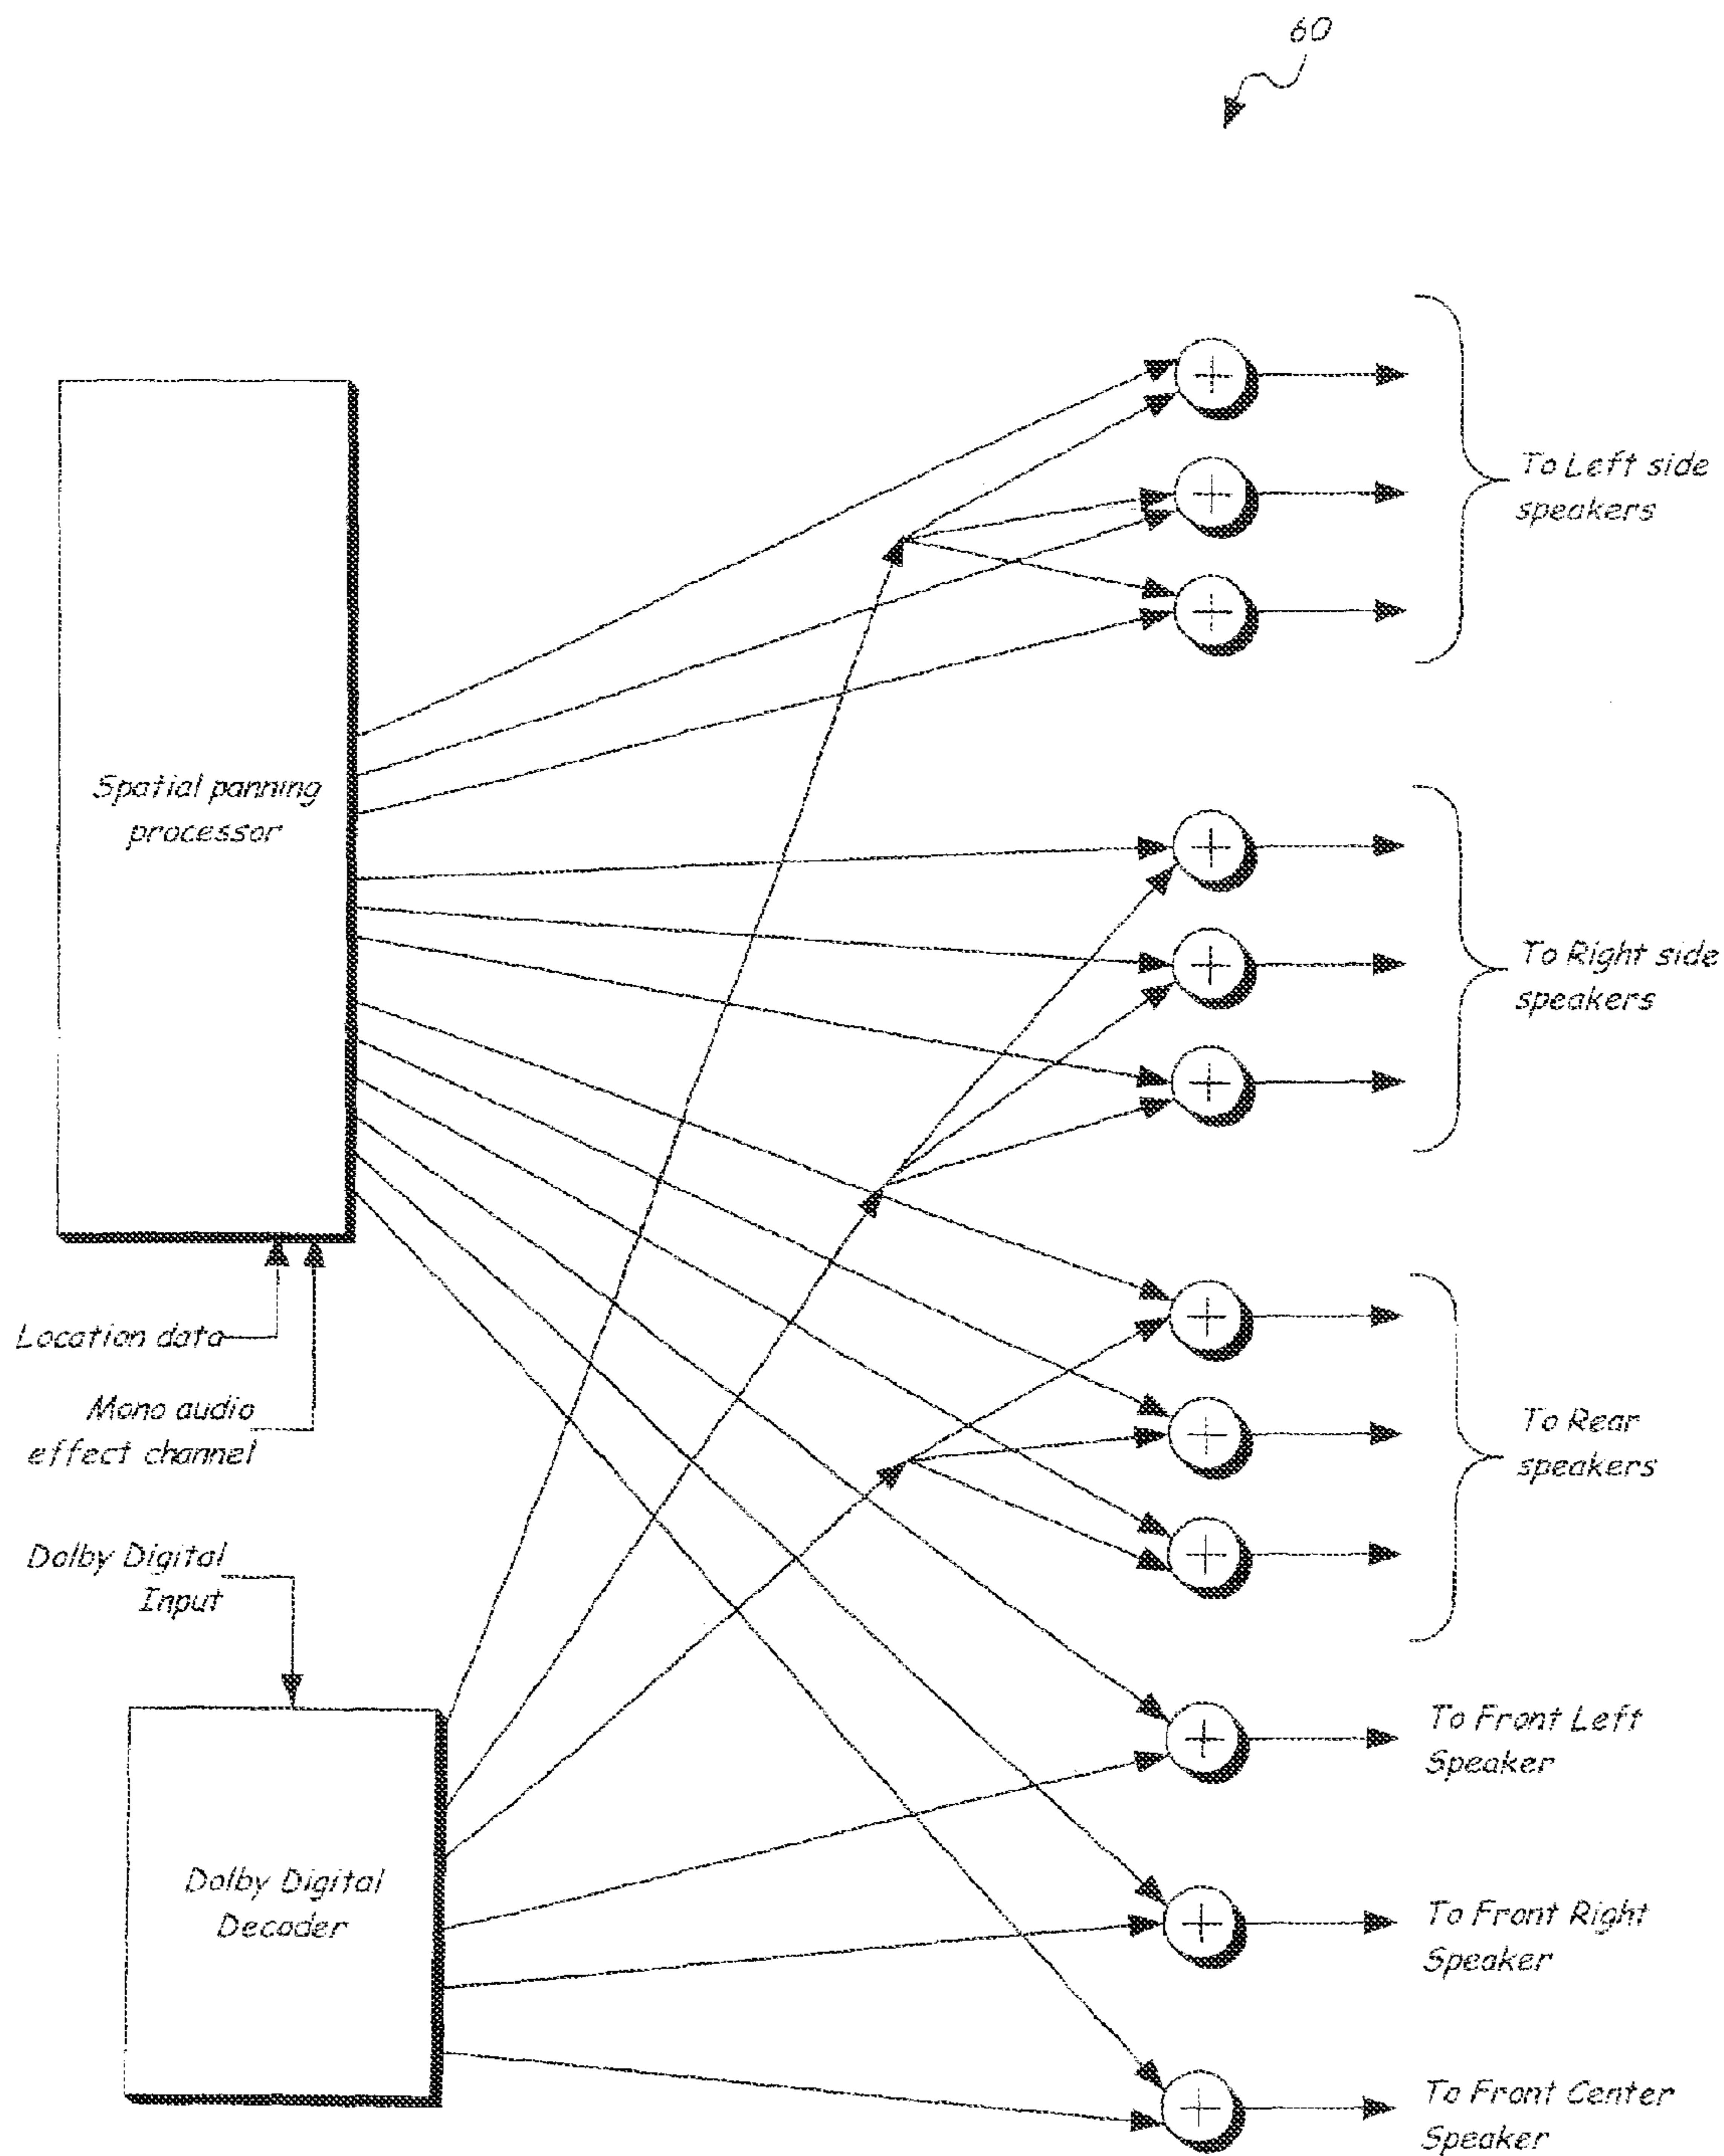 60
To Left side
speakers
Spatial panning
processor
To Right side
speakers
Location data
Mono audio
effect channel
To Rear
speakers
Dolby Digital
Input
To Front Left
Speaker
Dolby Digital
Decoder
To Front Right
Speaker
To Front Center
Speaker